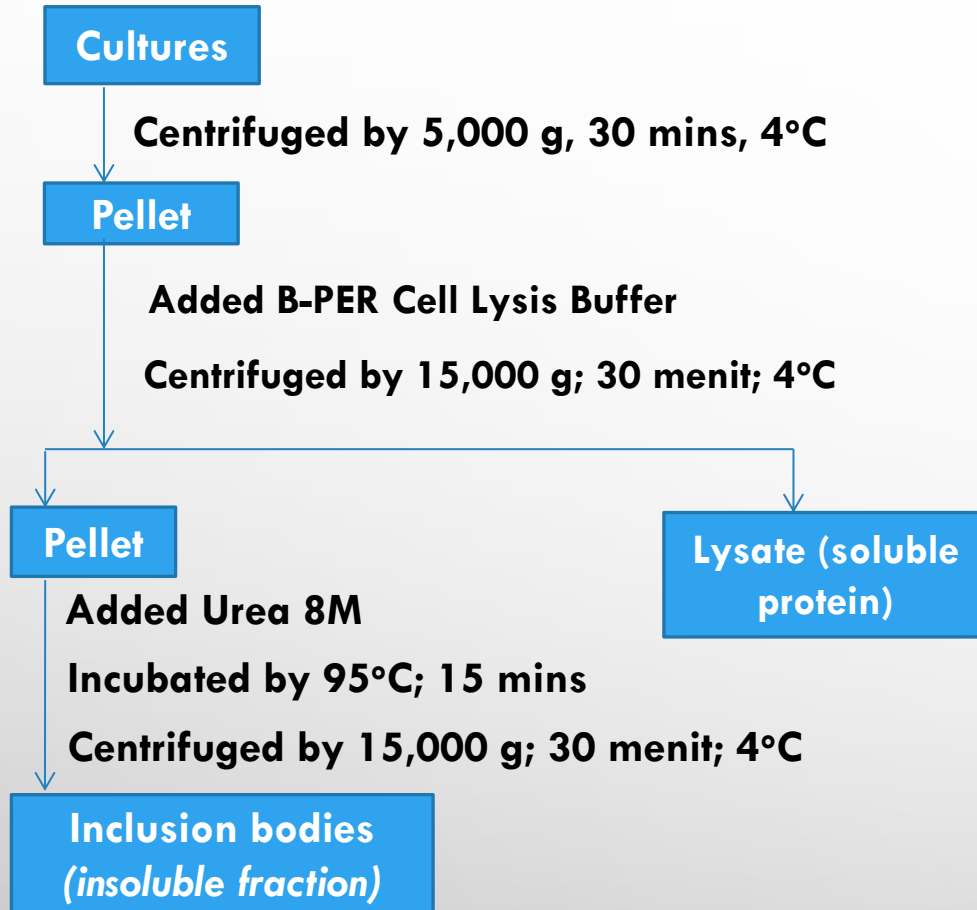 Cultures
Centrifuged by 5,000 g, 30 mins, 4°C
Pellet
Added B-PER Cell Lysis Buffer
Centrifuged by 15,000 g; 30 menit; 4°C
Pellet
Lysate (soluble
protein)
Added Urea 8M
Incubated by 95°C; 15 mins
Centrifuged by 15,000 g; 30 menit; 4°C
Inclusion bodies
(insoluble fraction)